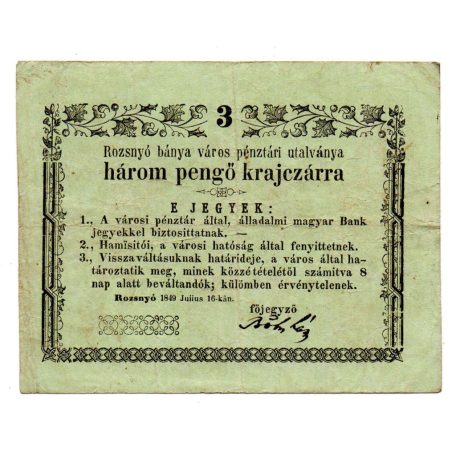 3
Rozsnyó bánya város pénztári utalványa
három pengő krajczárra
E JEGYEK:
1., A városi pénztár által, álladalmi magyar Bank
jegyekkel biztosittatnak. —
2., Hamísitói, a városi hatóság által fenyittetnek.
3., Visszaváltásuknak határideje, a város által ha-
tároztatik meg, minek közzétételétől számítva 8
nap alatt beváltandók; külömben érvénytelenek.
Rozsnyó 1849 Julius 16-kán.
főjegyző